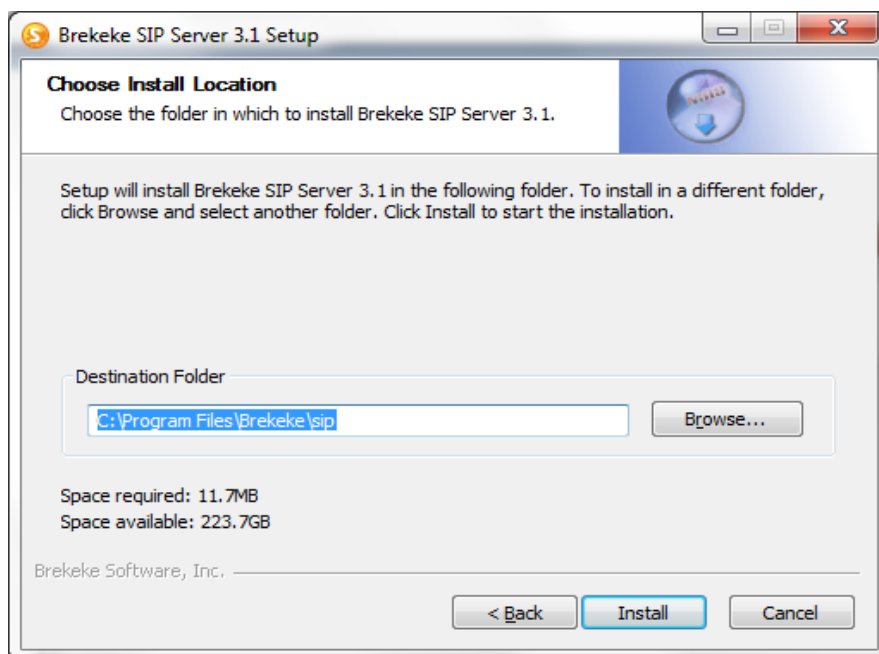 Brekeke SIP Server 3.1 Setup
Choose Install Location
Choose the folder in which to install Brekeke SIP Server 3.1.
Setup will install Brekeke SIP Server 3.1 in the following folder. To install in a different folder,
click Browse and select another folder. Click Install to start the installation.
Destination Folder
C:\Program Files\Brekeke\sip
Browse...
Space required: 11.7MB
Space available: 223.7GB
Brekeke Software, Inc.
< Back
Install
Cancel